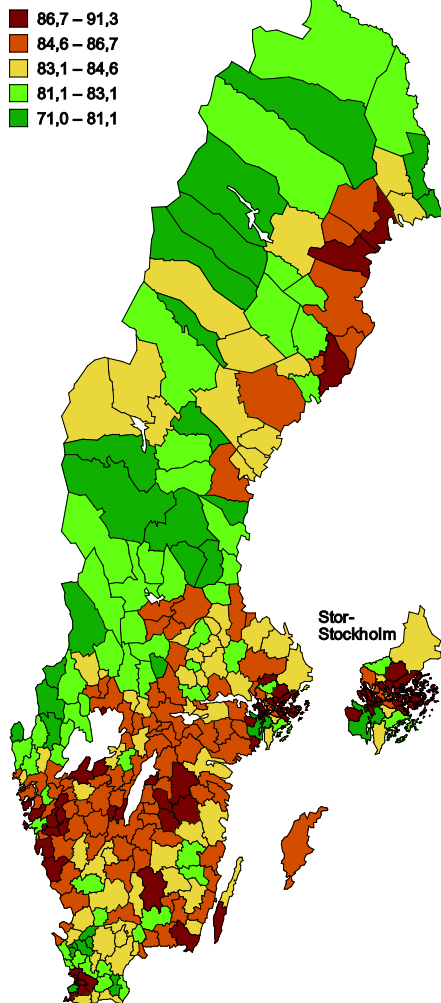 86,7 – 91,3
84,6 – 86,7
83,1 – 84,6
81,1 – 83,1
71,0 – 81,1
Stor-
Stockholm